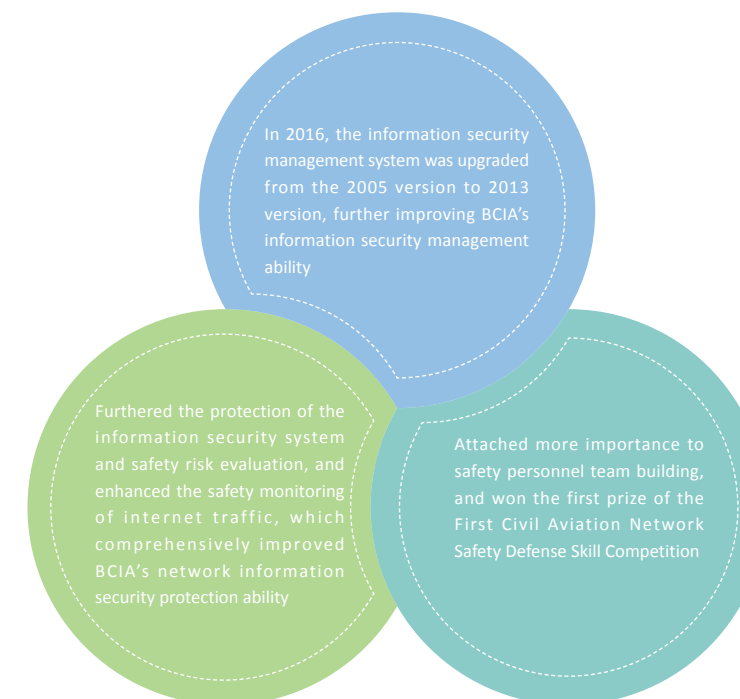 In 2016, the information security
management system was upgraded
from the 2005 version to 2013
version, further improving BCIA’s
information security management
ability
Furthered the protection of the
information security system
and safety risk evaluation, and
enhanced the safety monitoring
of internet traffic, which
comprehensively improved
BCIA’s network information
security protection ability
Attached more importance to
safety personnel team building,
and won the first prize of the
First Civil Aviation Network
Safety Defense Skill Competition